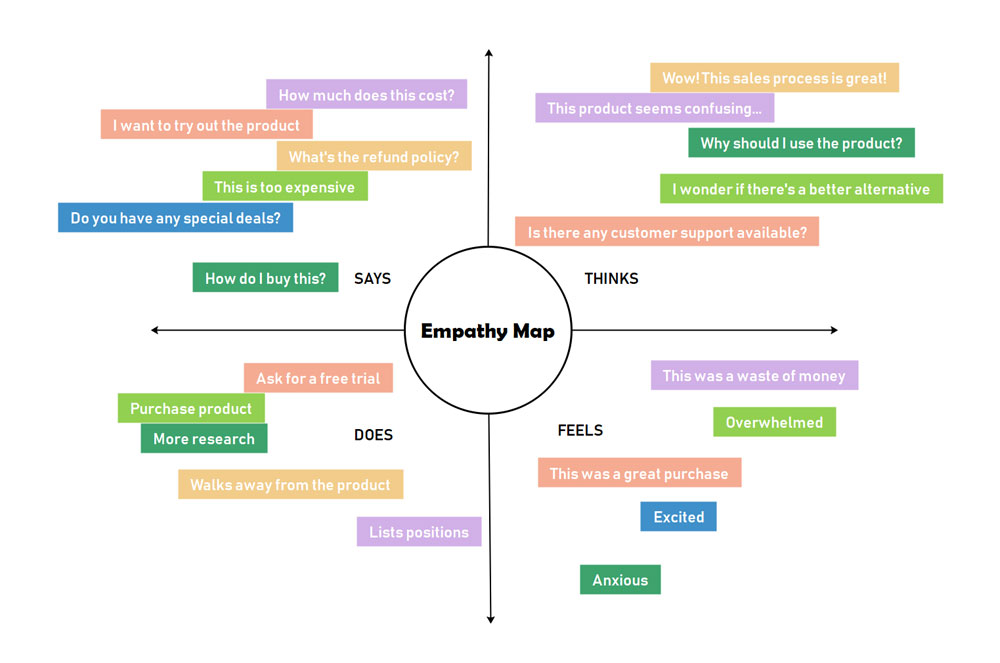 How much does this cost?
I want to try out the product
What's the refund policy?
This is too expensive
Do you have any special deals?
How do I buy this?
SAYS
Wow! This sales process is great!
This product seems confusing...
Why should I use the product?
I wonder if there's a better alternative
Is there any customer support available?
THINKS
Empathy Map
Ask for a free trial
Purchase product
More research
DOES
Walks away from the product
Lists positions
This was a waste of money
Overwhelmed
FEELS
This was a great purchase
Excited
Anxious